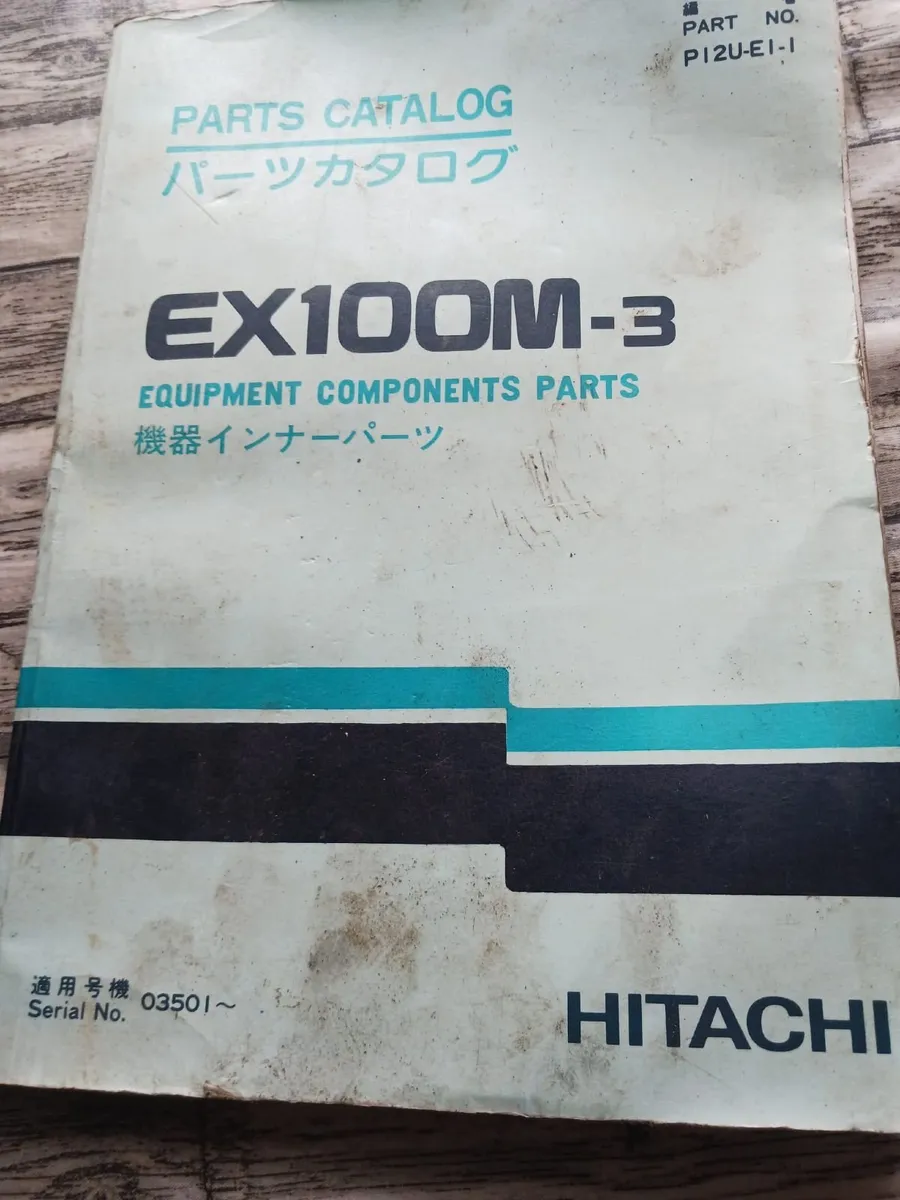 PART NO.
P12U-E1-1
PARTS CATALOG
パーツカタログ
EX100M-3
EQUIPMENT COMPONENTS PARTS
機器インナーパーツ
適用号機
Serial No. 03501~
HITACHI